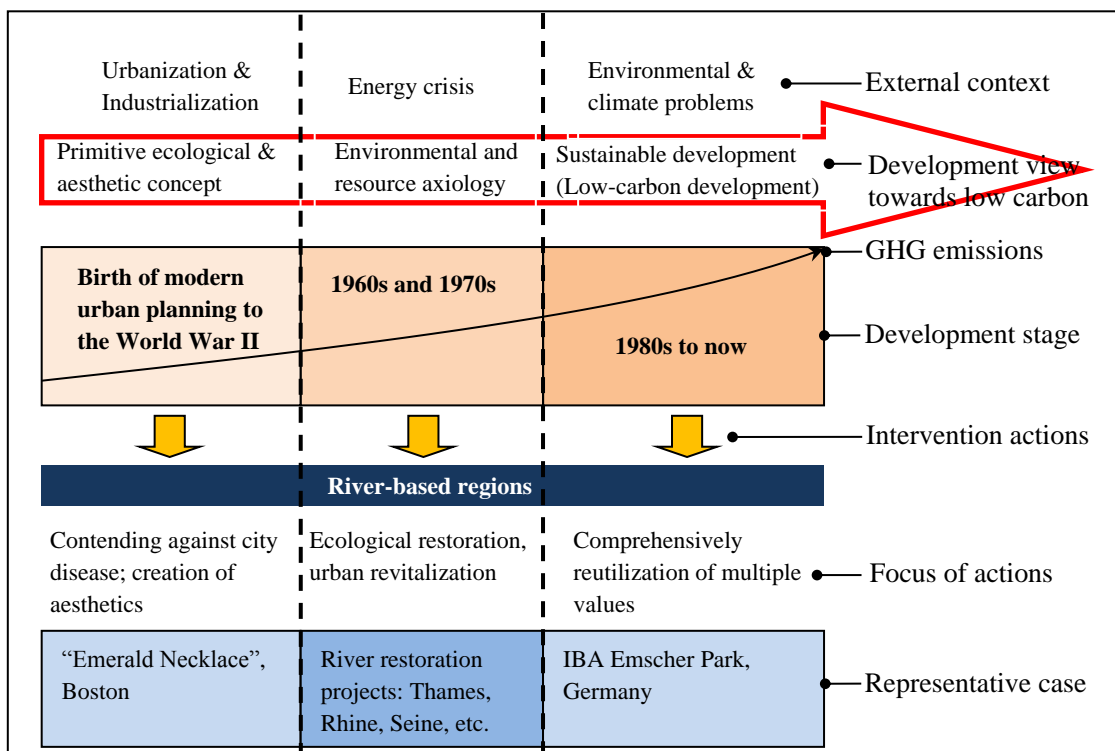 Urbanization &
Industrialization
Energy crisis
Environmental &
climate problems
External context
Primitive ecological &
aesthetic concept
Environmental and
resource axiology
Sustainable development
(Low-carbon development)
Development view
towards low carbon
GHG emissions
Birth of modern
urban planning to
the World War II
1960s and 1970s
1980s to now
Development stage
Intervention actions
River-based regions
Contending against city
disease; creation of
aesthetics
Ecological restoration,
urban revitalization
Comprehensively
reutilization of multiple
values
Focus of actions
“Emerald Necklace”,
Boston
River restoration
projects: Thames,
Rhine, Seine, etc.
IBA Emscher Park,
Germany
Representative case